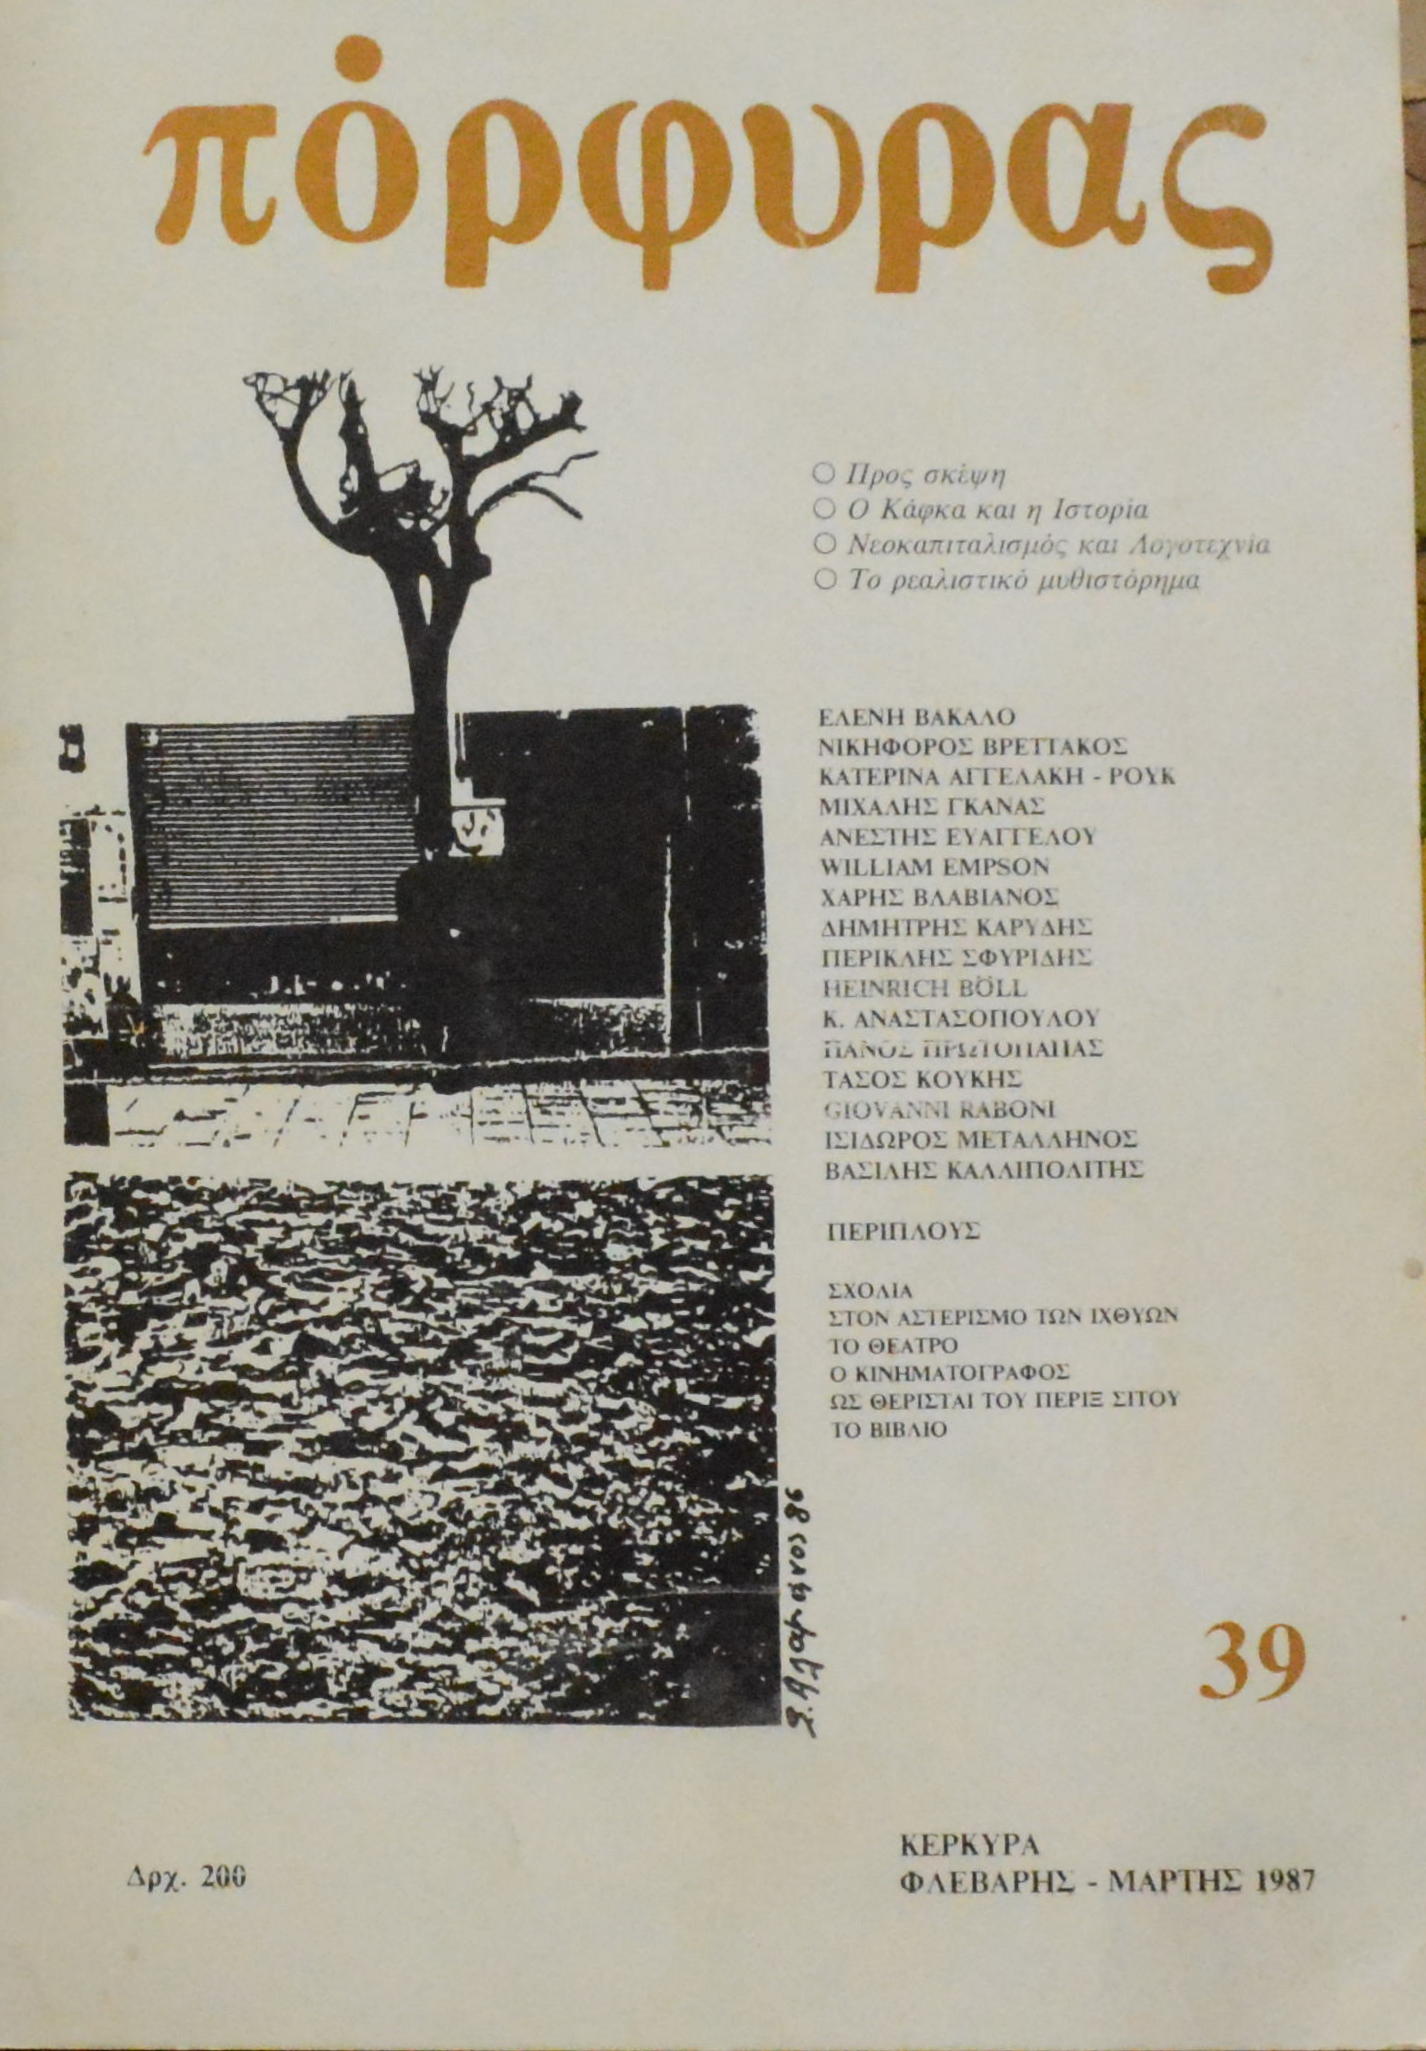 πόρφυρας
Προς σκέψη
Ο Κάφκα και η Ιστορία
Νεοκαπιταλισμός και Λογοτεχνία
Το ρεαλιστικό μυθιστόρημα
ΕΛΕΝΗ ΒΑΚΑΛΟ
ΝΙΚΗΦΟΡΟΣ ΒΡΕΤΤΑΚΟΣ
ΚΑΤΕΡΙΝΑ ΑΓΓΕΛΑΚΗ - ΡΟΥΚ
ΜΙΧΑΛΗΣ ΓΚΑΝΑΣ
ΑΝΕΣΤΗΣ ΕΥΑΓΓΕΛΟΥ
WILLIAM EMPSON
ΧΑΡΗΣ ΒΛΑΒΙΑΝΟΣ
ΔΗΜΗΤΡΗΣ ΚΑΡΥΔΗΣ
ΠΕΡΙΚΛΗΣ ΣΦΥΡΙΔΗΣ
HEINRICH BÖLL
Κ. ΑΝΑΣΤΑΣΟΠΟΥΛΟΥ
ΠΑΝΟΣ ΠΡΩΤΟΠΑΠΑΣ
ΤΑΣΟΣ ΚΟΥΚΗΣ
GIOVANNI RABONI
ΙΣΙΔΩΡΟΣ ΜΕΤΑΛΛΗΝΟΣ
ΒΑΣΙΛΗΣ ΚΑΛΛΙΠΟΛΙΤΗΣ
ΠΕΡΙΠΛΟΥΣ
ΣΧΟΛΙΑ
ΣΤΟΝ ΑΣΤΕΡΙΣΜΟ ΤΩΝ ΙΧΘΥΩΝ
ΤΟ ΘΕΑΤΡΟ
Ο ΚΙΝΗΜΑΤΟΓΡΑΦΟΣ
ΩΣ ΘΕΡΙΣΤΑΙ ΤΟΥ ΠΕΡΙΞ ΣΙΤΟΥ
ΤΟ ΒΙΒΛΙΟ
Σ. Αλαμάνος 86
39
Δρχ. 200
ΚΕΡΚΥΡΑ
ΦΛΕΒΑΡΗΣ - ΜΑΡΤΗΣ 1987